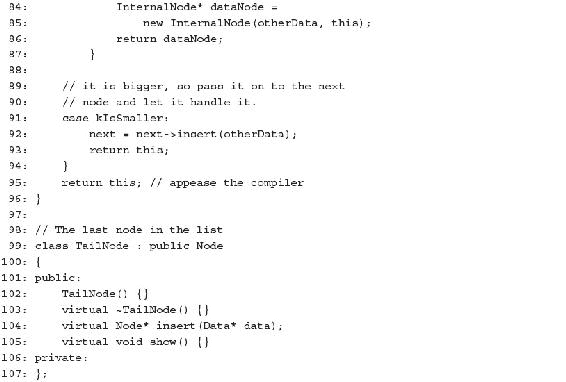 84:             InternalNode* dataNode =
85:                 new InternalNode(otherData, this);
86:             return dataNode;
87:         }
88:
89:     // it is bigger, so pass it on to the next
90:     // node and let it handle it.
91:     case kIsSmaller:
92:         next = next->insert(otherData);
93:         return this;
94:     }
95:     return this; // appease the compiler
96: }
97:
98: // The last node in the list
99: class TailNode : public Node
100: {
101: public:
102:     TailNode() {}
103:     virtual ~TailNode() {}
104:     virtual Node* insert(Data* data);
105:     virtual void show() {}
106: private:
107: };